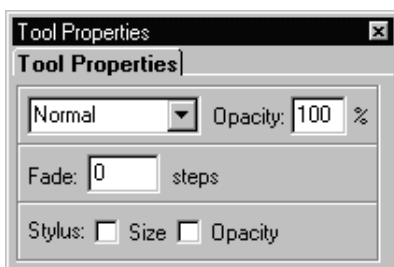 Tool Properties
Tool Properties
Normal Opacity: 100 %
Fade: 0 steps
Stylus: Size Opacity